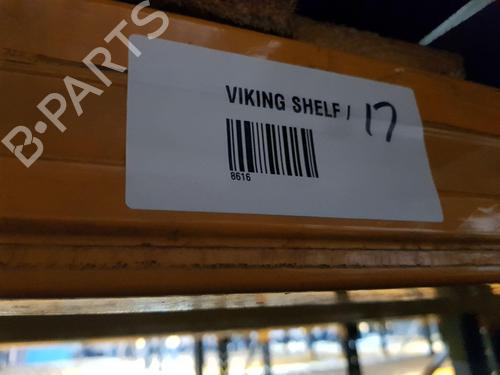 B-PARTS
VIKING SHELF / 17
8616